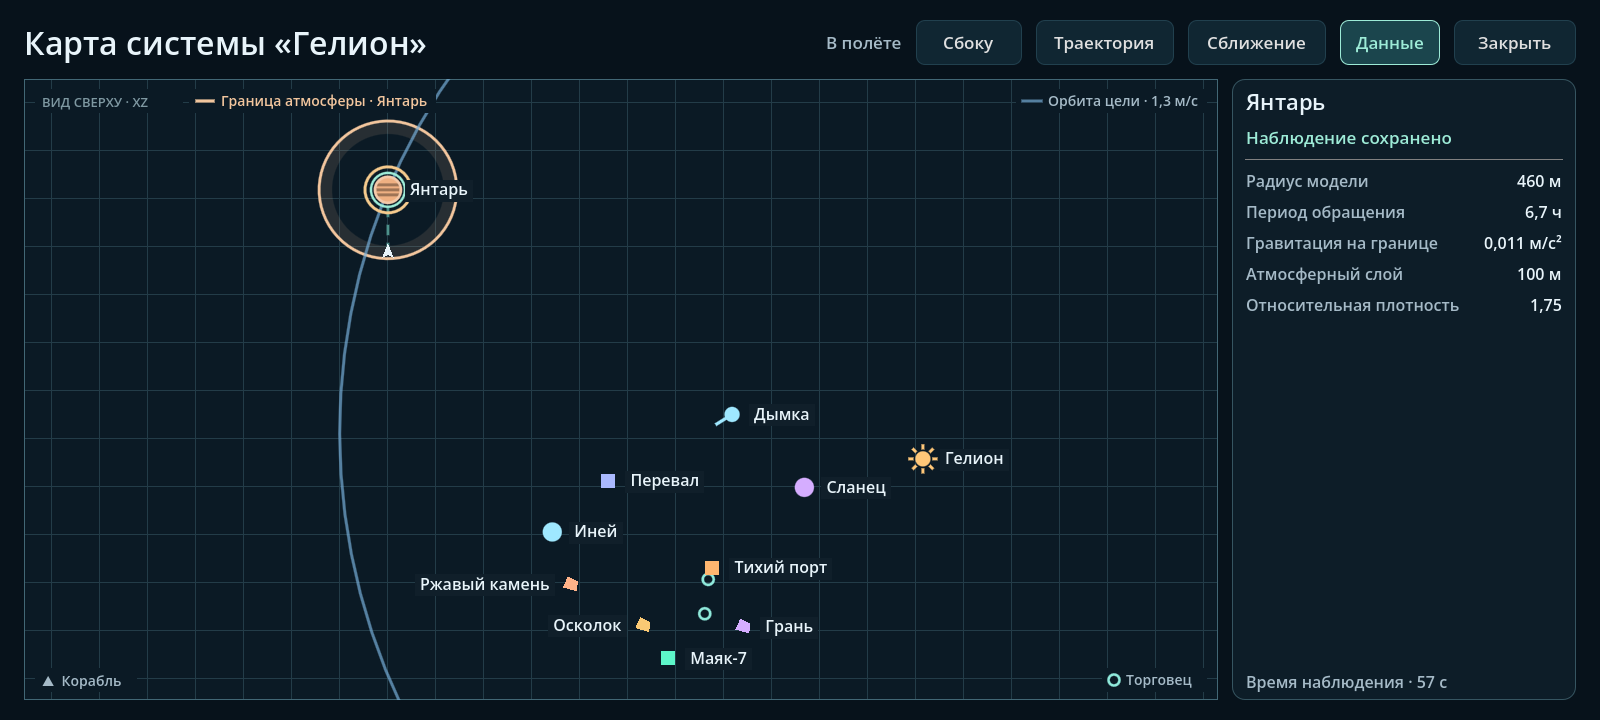 Карта системы «Гелион»
В полёте
Сбоку
Траектория
Сближение
Данные
Закрыть
ВИД СВЕРХУ · XZ
Граница атмосферы · Янтарь
Орбита цели · 1,3 м/с
Янтарь
Дымка
Гелион
Перевал
Сланец
Иней
Тихий порт
Ржавый камень
Осколок
Грань
Маяк-7
Корабль
Торговец
Янтарь
Наблюдение сохранено
Радиус модели 460 м
Период обращения 6,7 ч
Гравитация на границе 0,011 м/с²
Атмосферный слой 100 м
Относительная плотность 1,75
Время наблюдения · 57 с